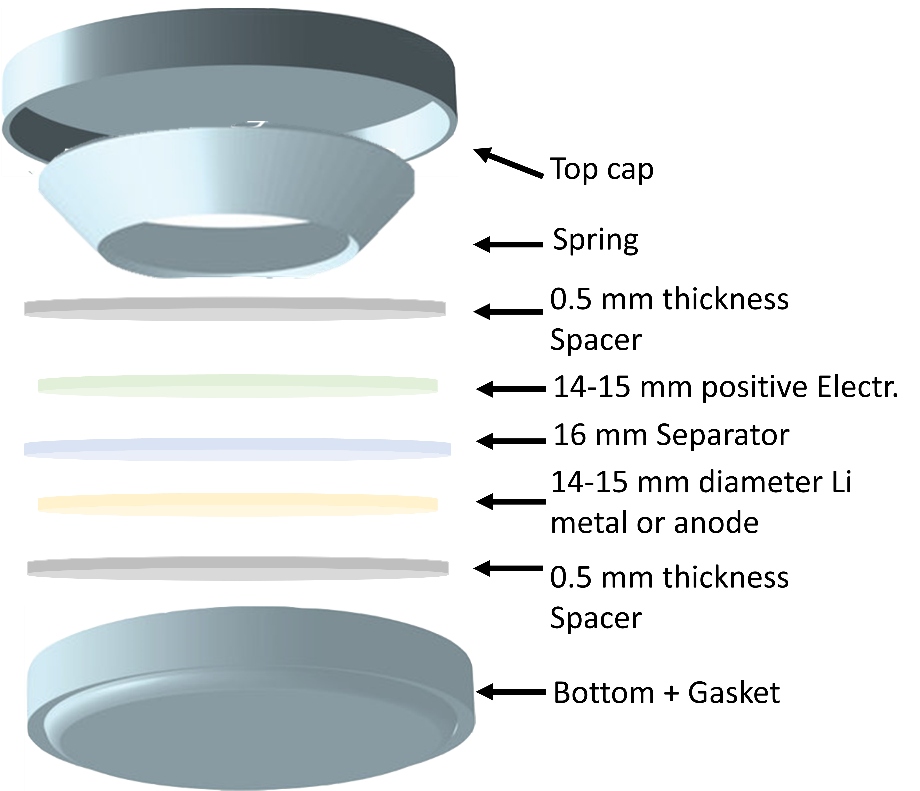 Top cap
Spring
0.5 mm thickness
Spacer
14-15 mm positive Electr.
16 mm Separator
14-15 mm diameter Li
metal or anode
0.5 mm thickness
Spacer
Bottom + Gasket